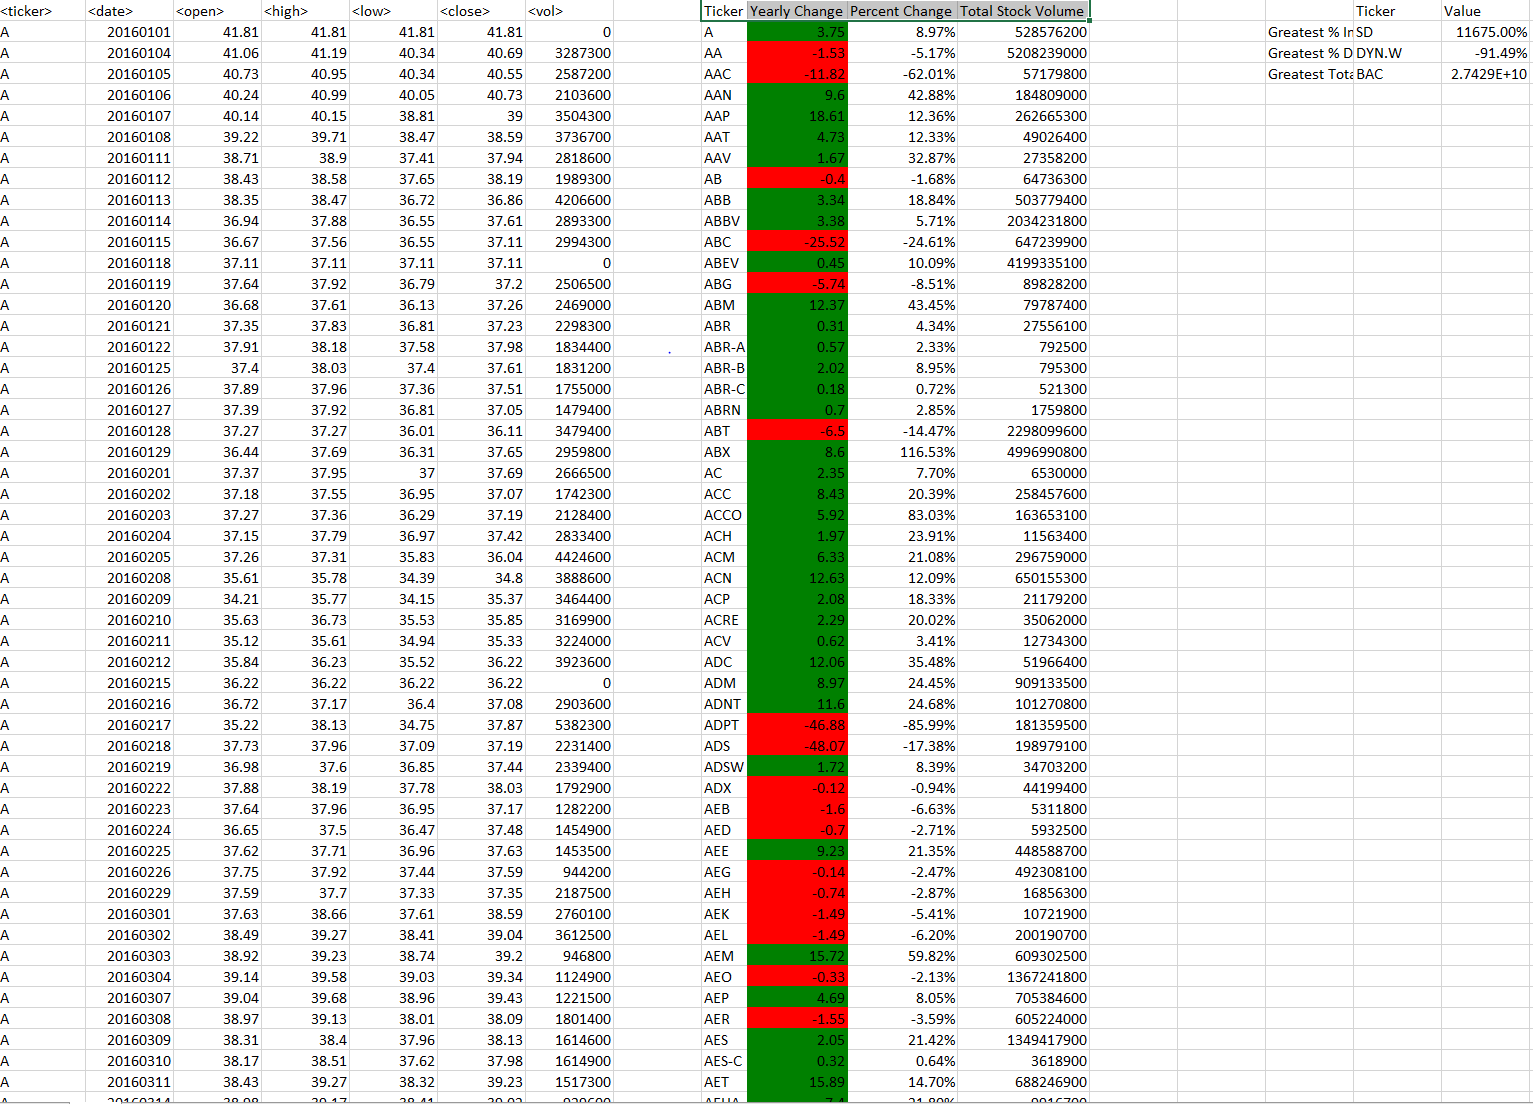 <ticker> <date> <open> <high> <low> <close> <vol> Ticker Yearly Change Percent Change Total Stock Volume Ticker Value
A 20160101 41.81 41.81 41.81 41.81 0 A 3.75 8.97% 528576200 Greatest % In SD 11675.00%
A 20160104 41.06 41.19 40.34 40.69 3287300 AA -1.53 -5.17% 5208239000 Greatest % D DYN.W -91.49%
A 20160105 40.73 40.95 40.34 40.55 2587200 AAC -11.82 -62.01% 57179800 Greatest Tota BAC 2.7429E+10
A 20160106 40.24 40.99 40.05 40.73 2103600 AAN 9.6 42.88% 184809000
A 20160107 40.14 40.15 38.81 39 3504300 AAP 18.61 12.36% 262665300
A 20160108 39.22 39.71 38.47 38.59 3736700 AAT 4.73 12.33% 49026400
A 20160111 38.71 38.9 37.41 37.94 2818600 AAV 1.67 32.87% 27358200
A 20160112 38.43 38.58 37.65 38.19 1989300 AB -0.4 -1.68% 64736300
A 20160113 38.35 38.47 36.72 36.86 4206600 ABB 3.34 18.84% 503779400
A 20160114 36.94 37.88 36.55 37.61 2893300 ABBV 3.38 5.71% 2034231800
A 20160115 36.67 37.56 36.55 37.11 2994300 ABC -25.52 -24.61% 647239900
A 20160118 37.11 37.11 37.11 37.11 0 ABEV 0.45 10.09% 4199335100
A 20160119 37.64 37.92 36.79 37.2 2506500 ABG -5.74 -8.51% 89828200
A 20160120 36.68 37.61 36.13 37.26 2469000 ABM 12.37 43.45% 79787400
A 20160121 37.35 37.83 36.81 37.23 2298300 ABR 0.31 4.34% 27556100
A 20160122 37.91 38.18 37.58 37.98 1834400 ABR-A 0.57 2.33% 792500
A 20160125 37.4 38.03 37.4 37.61 1831200 ABR-B 2.02 8.95% 795300
A 20160126 37.89 37.96 37.36 37.51 1755000 ABR-C 0.18 0.72% 521300
A 20160127 37.39 37.92 36.81 37.05 1479400 ABRN 0.7 2.85% 1759800
A 20160128 37.27 37.27 36.01 36.11 3479400 ABT -6.5 -14.47% 2298099600
A 20160129 36.44 37.69 36.31 37.65 2959800 ABX 8.6 116.53% 4996990800
A 20160201 37.37 37.95 37 37.69 2666500 AC 2.35 7.70% 6530000
A 20160202 37.18 37.55 36.95 37.07 1742300 ACC 8.43 20.39% 258457600
A 20160203 37.27 37.36 36.29 37.19 2128400 ACCO 5.92 83.03% 163653100
A 20160204 37.15 37.79 36.97 37.42 2833400 ACH 1.97 23.91% 11563400
A 20160205 37.26 37.31 35.83 36.04 4424600 ACM 6.33 21.08% 296759000
A 20160208 35.61 35.78 34.39 34.8 3888600 ACN 12.63 12.09% 650155300
A 20160209 34.21 35.77 34.15 35.37 3464400 ACP 2.08 18.33% 21179200
A 20160210 35.63 36.73 35.53 35.85 3169900 ACRE 2.29 20.02% 35062000
A 20160211 35.12 35.61 34.94 35.33 3224000 ACV 0.62 3.41% 12734300
A 20160212 35.84 36.23 35.52 36.22 3923600 ADC 12.06 35.48% 51966400
A 20160215 36.22 36.22 36.22 36.22 0 ADM 8.97 24.45% 909133500
A 20160216 36.72 37.17 36.4 37.08 2903600 ADNT 11.6 24.68% 101270800
A 20160217 35.22 38.13 34.75 37.87 5382300 ADPT -46.88 -85.99% 181359500
A 20160218 37.73 37.96 37.09 37.19 2231400 ADS -48.07 -17.38% 198979100
A 20160219 36.98 37.6 36.85 37.44 2339400 ADSW 1.72 8.39% 34703200
A 20160222 37.88 38.19 37.78 38.03 1792900 ADX -0.12 -0.94% 44199400
A 20160223 37.64 37.96 36.95 37.17 1282200 AEB -1.6 -6.63% 5311800
A 20160224 36.65 37.5 36.47 37.48 1454900 AED -0.7 -2.71% 5932500
A 20160225 37.62 37.71 36.96 37.63 1453500 AEE 9.23 21.35% 448588700
A 20160226 37.75 37.92 37.44 37.59 944200 AEG -0.14 -2.47% 492308100
A 20160229 37.59 37.7 37.33 37.35 2187500 AEH -0.74 -2.87% 16856300
A 20160301 37.63 38.66 37.61 38.59 2760100 AEK -1.49 -5.41% 10721900
A 20160302 38.49 39.27 38.41 39.04 3612500 AEL -1.49 -6.20% 200190700
A 20160303 38.92 39.23 38.74 39.2 946800 AEM 15.72 59.82% 609302500
A 20160304 39.14 39.58 39.03 39.34 1124900 AEO -0.33 -2.13% 1367241800
A 20160307 39.04 39.68 38.96 39.43 1221500 AEP 4.69 8.05% 705384600
A 20160308 38.97 39.13 38.01 38.09 1801400 AER -1.55 -3.59% 605224000
A 20160309 38.31 38.4 37.96 38.13 1614600 AES 2.05 21.42% 1349417900
A 20160310 38.17 38.51 37.62 37.98 1614900 AES-C 0.32 0.64% 3618900
A 20160311 38.43 39.27 38.32 39.23 1517300 AET 15.89 14.70% 688246900